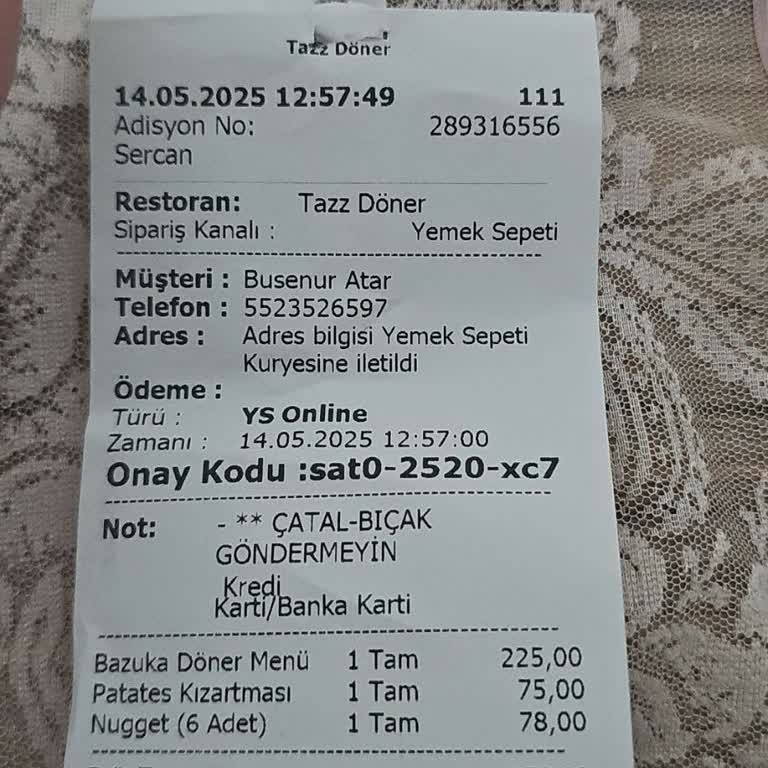 Tazz Döner
14.05.2025 12:57:49 111
Adisyon No: 289316556
Sercan
Restoran: Tazz Döner
Sipariş Kanalı : Yemek Sepeti
Müşteri : Busenur Atar
Telefon : 5523526597
Adres : Adres bilgisi Yemek Sepeti
Kuryesine iletildi
Ödeme :
Türü : YS Online
Zamanı : 14.05.2025 12:57:00
Onay Kodu :sat0-2520-xc7
Not: - ** ÇATAL-BIÇAK
GÖNDERMEYİN
Kredi
Karti/Banka Karti
Bazuka Döner Menü 1 Tam 225,00
Patates Kızartması 1 Tam 75,00
Nugget (6 Adet) 1 Tam 78,00